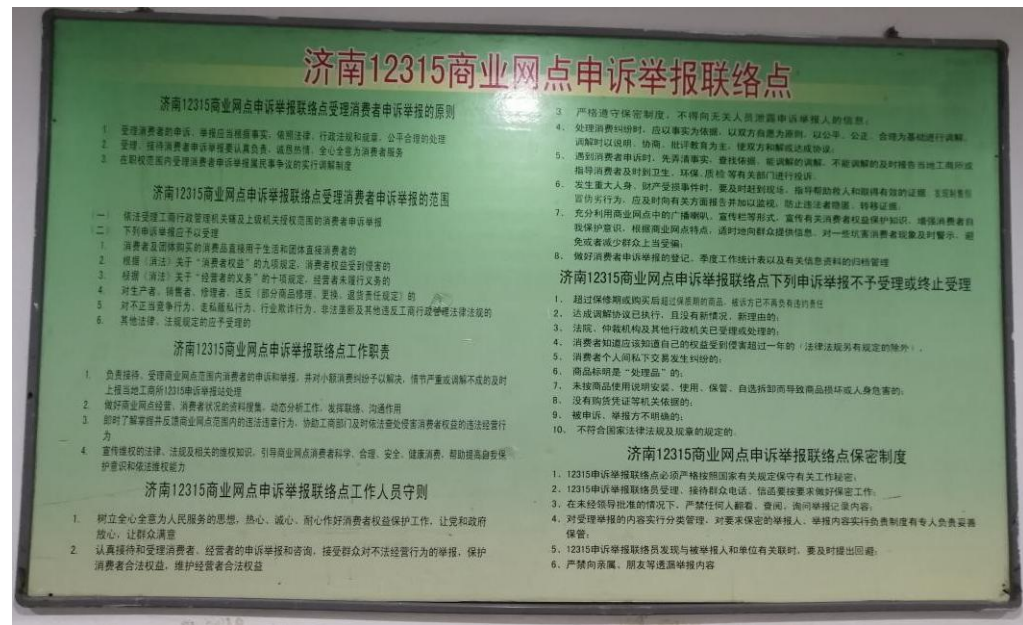 济南12315商业网点申诉举报联络点
济南12315商业网点申诉举报联络点受理消费者申诉举报的原则
1. 受理消费者的申诉、举报应当根据事实，依照法律、行政法规和规章，公平合理的处理
2. 受理、接待消费者申诉举报要认真负责，诚恳热情，全心全意为消费者服务
3. 在职权范围内受理消费者申诉举报属民事争议的实行调解制度
济南12315商业网点申诉举报联络点受理消费者申诉举报的范围
（一） 依法受理工商行政管理机关辖及上级机关授权范围的消费者申诉举报
（二） 下列申诉举报应予以受理
1. 消费者及团体购买的消费品直接用于生活和团体直接消费者的
2. 根据《消法》关于“消费者权益”的九项规定，消费者权益受到侵害的
3. 根据《消法》关于“经营者的义务”的十项规定，经营者未履行义务的
4. 对生产者、销售者、修理者，违反《部分商品修理、更换、退货责任规定》的
5. 对不正当竞争行为、走私贩私行为、行业欺诈行为、非法垄断及其他违反工商行政管理法律法规的
6. 其他法律、法规规定的应予受理的
济南12315商业网点申诉举报联络点工作职责
1. 负责接待、受理商业网点范围内消费者的申诉和举报，并对小额消费纠纷予以解决，情节严重或调解不成的及时
上报当地工商所12315申诉举报站处理
2. 做好商业网点经营、消费者状况的资料搜集，动态分析工作，发挥联络、沟通作用
3. 即时了解掌握并反馈商业网点范围内的违法违章行为，协助工商部门及时依法查处侵害消费者权益的违法经营行
为
4. 宣传维权的法律、法规及相关的维权知识，引导商业网点消费者科学、合理、安全、健康消费，帮助提高自我保
护意识和依法维权能力
济南12315商业网点申诉举报联络点工作人员守则
1. 树立全心全意为人民服务的思想，热心、诚心、耐心作好消费者权益保护工作，让党和政府
放心，让群众满意
2. 认真接待和受理消费者、经营者的申诉举报和咨询，接受群众对不法经营行为的举报，保护
消费者合法权益，维护经营者合法权益
3 严格遵守保密制度，不得向无关人员泄露申诉举报人的信息；
4、处理消费纠纷时，应以事实为依据，以双方自愿为原则，以公平、公正、合理为基础进行调解，
调解时以说明、协商、批评教育为主，使双方和解或达成协议；
5、遇到消费者申诉时，先弄清事实，查找依据，能调解的调解，不能调解的及时报告当地工商所或
指导消费者及时到卫生、环保、质检等有关部门进行投诉.
6、发生重大人身、财产受损事件时，要及时赶到现场，指导帮助救人和取得有效的证据，发现制售假
冒伪劣行为，应及时向有关方面报告并加以监视，防止违法者隐匿、转移证据.
7、充分利用商业网点中的广播喇叭、宣传栏等形式，宣传有关消费者权益保护知识，增强消费者自
我保护意识，根据商业网点特点，适时地向群众提供信息，对一些坑害消费者现象及时警示，避
免或者减少群众上当受骗；
8、做好消费者申诉举报的登记、季度工作统计表以及有关信息资料的归档管理
济南12315商业网点申诉举报联络点下列申诉举报不予受理或终止受理
1、超过保修期或购买后超过保质期的商品，被诉方已不再负有违约责任
2、达成调解协议已执行，且没有新情况、新理由的；
3、法院、仲裁机构及其他行政机关已受理或处理的；
4、消费者知道应该知道自己的权益受到侵害超过一年的（法律法规另有规定的除外）.
5、消费者个人间私下交易发生纠纷的；
6、商品标明是“处理品”的；
7、未按商品使用说明安装、使用、保管、自选拆卸而导致商品损坏或人身危害的；
8、没有购货凭证等机关依据的；
9、被申诉、举报方不明确的；
10、不符合国家法律法规及规章的规定的.
济南12315商业网点申诉举报联络点保密制度
1、12315申诉举报联络点必须严格按照国家有关规定保守有关工作秘密；
2、12315申诉举报联络员受理、接待群众电话、信函要按要求做好保密工作；
3、在未经领导批准的情况下，严禁任何人翻看、查阅、询问举报记录内容；
4、对受理举报的内容实行分类管理，对要求保密的举报人、举报内容实行负责制度有专人负责妥善
保管；
5、12315申诉举报联络员发现与被举报人和单位有关联时，要及时提出回避；
6、严禁向亲属、朋友等透漏举报内容